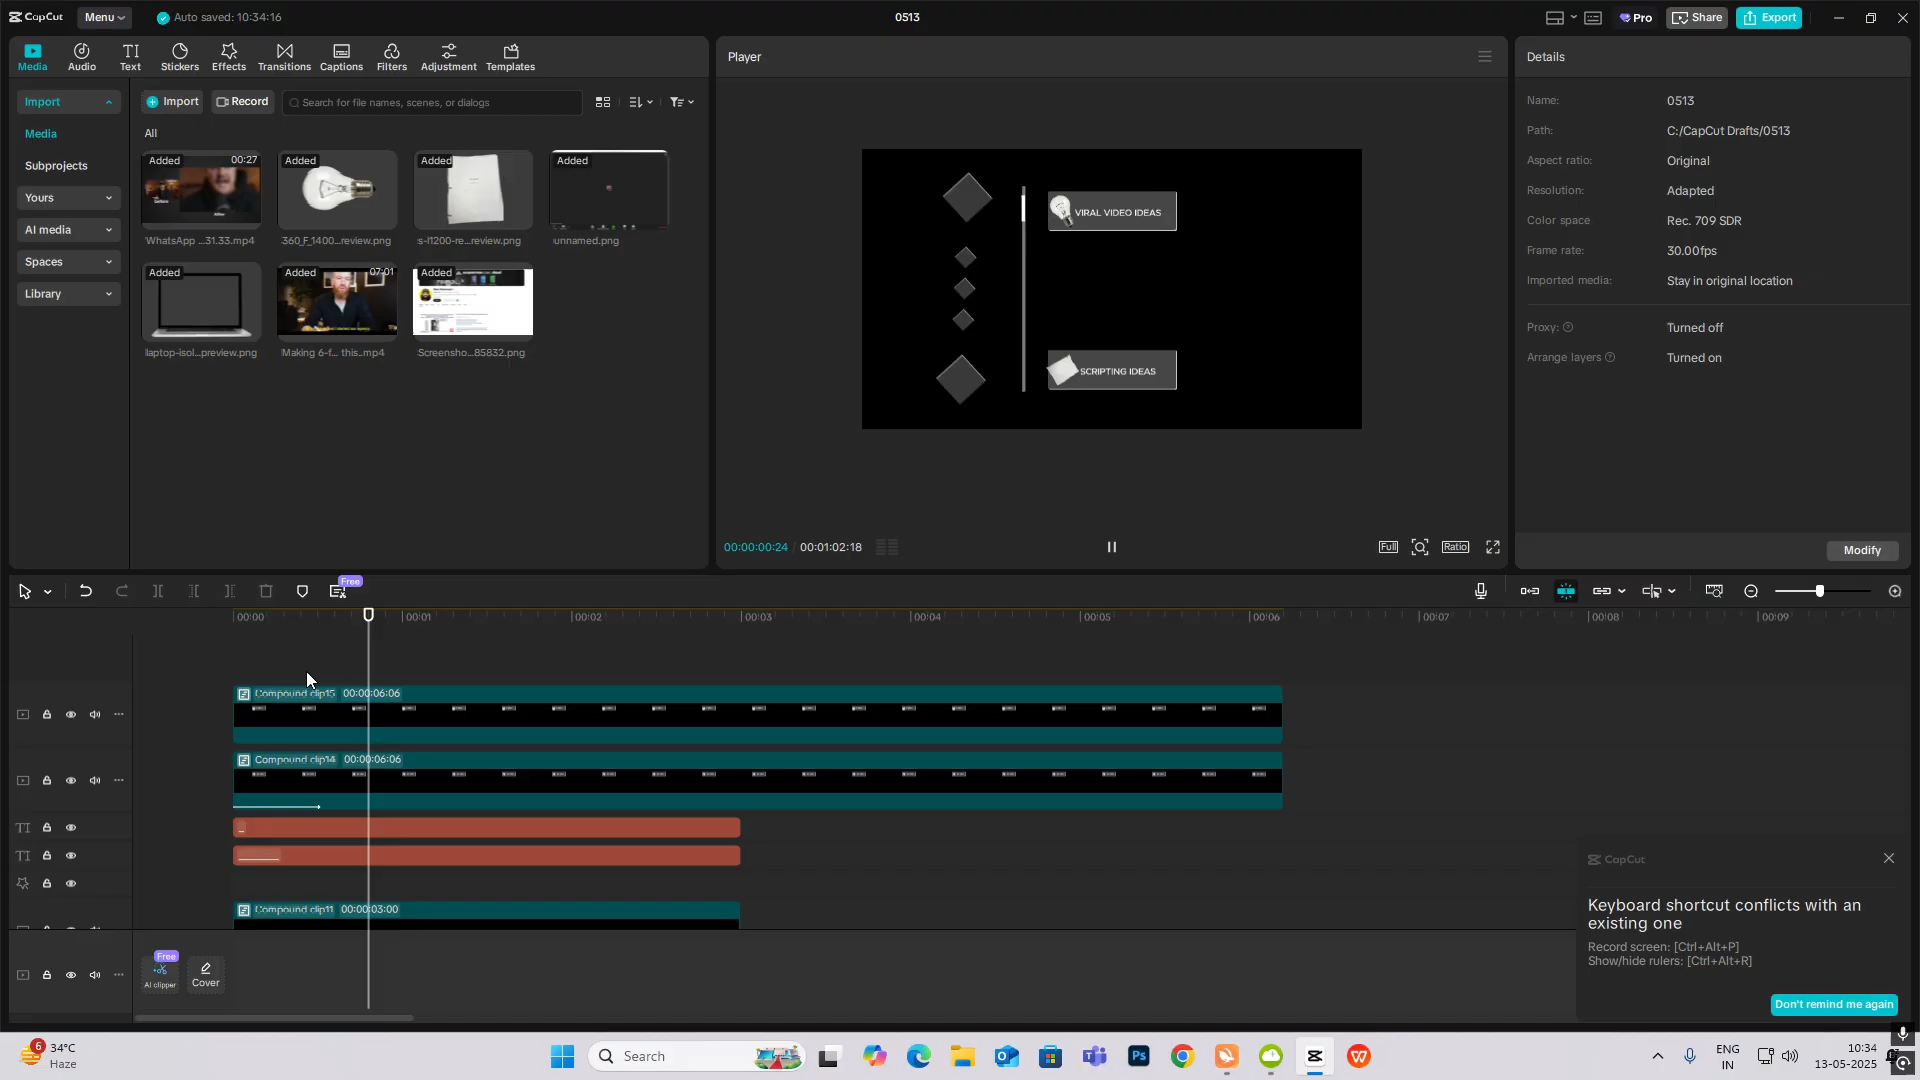 CapCut
Menu
Auto saved: 10:34:16
0513
Pro
Share
Export
Media
Audio
Text
Stickers
Effects
Transitions
Captions
Filters
Adjustment
Templates
Import
Media
Subprojects
Yours
AI media
Spaces
Library
Import
Record
Search for file names, scenes, or dialogs
All
Added
00:27
WhatsApp ...31.33.mp4
Added
360_F_1400...review.png
Added
s-l1200-re...review.png
Added
unnamed.png
Added
laptop-isol...preview.png
Added
07:01
Making 6-f... this..mp4
Added
Screensho...85832.png
Player
VIRAL VIDEO IDEAS
SCRIPTING IDEAS
00:00:00:24 / 00:01:02:18
Full
Ratio
Details
Name: 0513
Path: C:/CapCut Drafts/0513
Aspect ratio: Original
Resolution: Adapted
Color space Rec. 709 SDR
Frame rate: 30.00fps
Imported media: Stay in original location
Proxy: Turned off
Arrange layers Turned on
Modify
Free
00:00
00:01
00:02
00:03
00:04
00:05
00:06
00:07
00:08
00:09
Compound clip15 00:00:06:06
Compound clip14 00:00:06:06
Compound clip11 00:00:03:00
Free
AI clipper
Cover
CapCut
Keyboard shortcut conflicts with an
existing one
Record screen: [Ctrl+Alt+P]
Show/hide rulers: [Ctrl+Alt+R]
Don't remind me again
6
34°C
Haze
Search
Ps
ENG
IN
10:34
13-05-2025